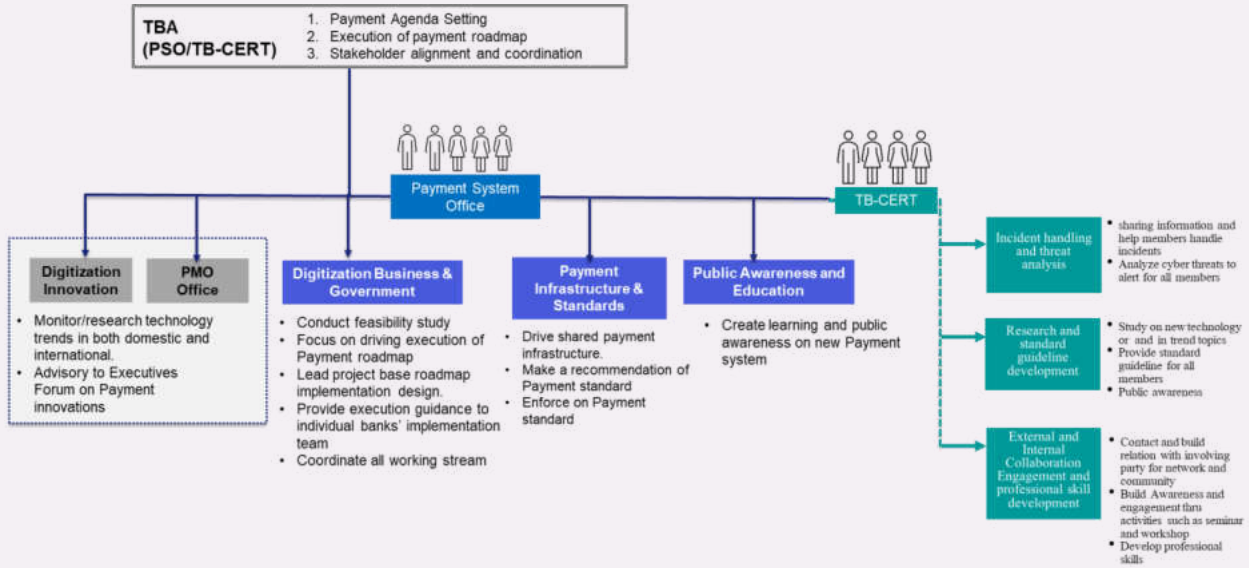 TBA
(PSO/TB-CERT)
1. Payment Agenda Setting
2. Execution of payment roadmap
3. Stakeholder alignment and coordination
Payment System
Office
TB-CERT
Digitization
Innovation
PMO
Office
• Monitor/research technology
trends in both domestic and
international.
• Advisory to Executives
Forum on Payment
innovations
Digitization Business &
Government
• Conduct feasibility study
• Focus on driving execution of
Payment roadmap
• Lead project base roadmap
implementation design.
• Provide execution guidance to
individual banks' implementation
team
• Coordinate all working stream
Payment
Infrastructure &
Standards
• Drive shared payment
infrastructure.
• Make a recommendation of
Payment standard
• Enforce on Payment
standard
Public Awareness and
Education
• Create learning and public
awareness on new Payment
system
Incident handling
and threat
analysis
• sharing information and
help members handle
incidents
• Analyze cyber threats to
alert for all members
Research and
standard
guideline
development
• Study on new technology
or and in trend topics
• Provide standard
guideline for all
members
• Public awareness
External and
Internal
Collaboration
Engagement and
professional skill
development
• Contact and build
relation with involving
party for network and
community
• Build Awareness and
engagement thru
activities such as seminar
and workshop
• Develop professional
skills